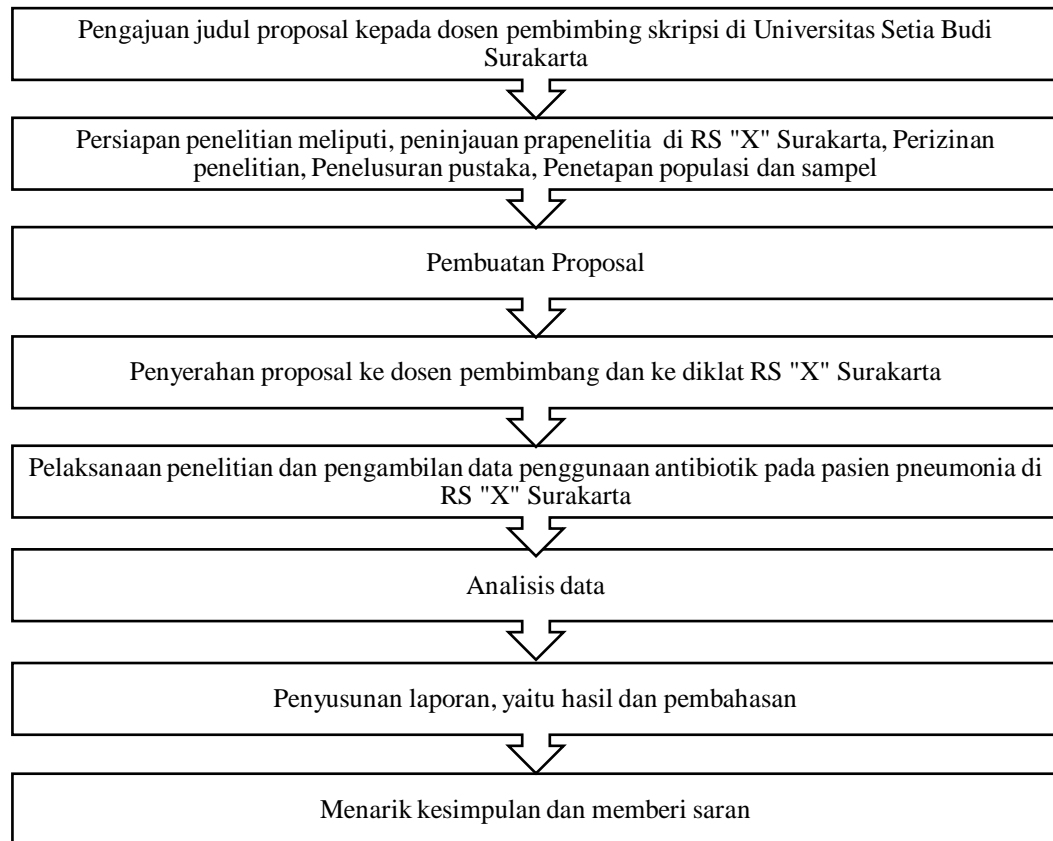 Pengajuan judul proposal kepada dosen pembimbing skripsi di Universitas Setia Budi
Surakarta
Persiapan penelitian meliputi, peninjauan prapenelitia di RS "X" Surakarta, Perizinan
penelitian, Penelusuran pustaka, Penetapan populasi dan sampel
Pembuatan Proposal
Penyerahan proposal ke dosen pembimbang dan ke diklat RS "X" Surakarta
Pelaksanaan penelitian dan pengambilan data penggunaan antibiotik pada pasien pneumonia di
RS "X" Surakarta
Analisis data
Penyusunan laporan, yaitu hasil dan pembahasan
Menarik kesimpulan dan memberi saran